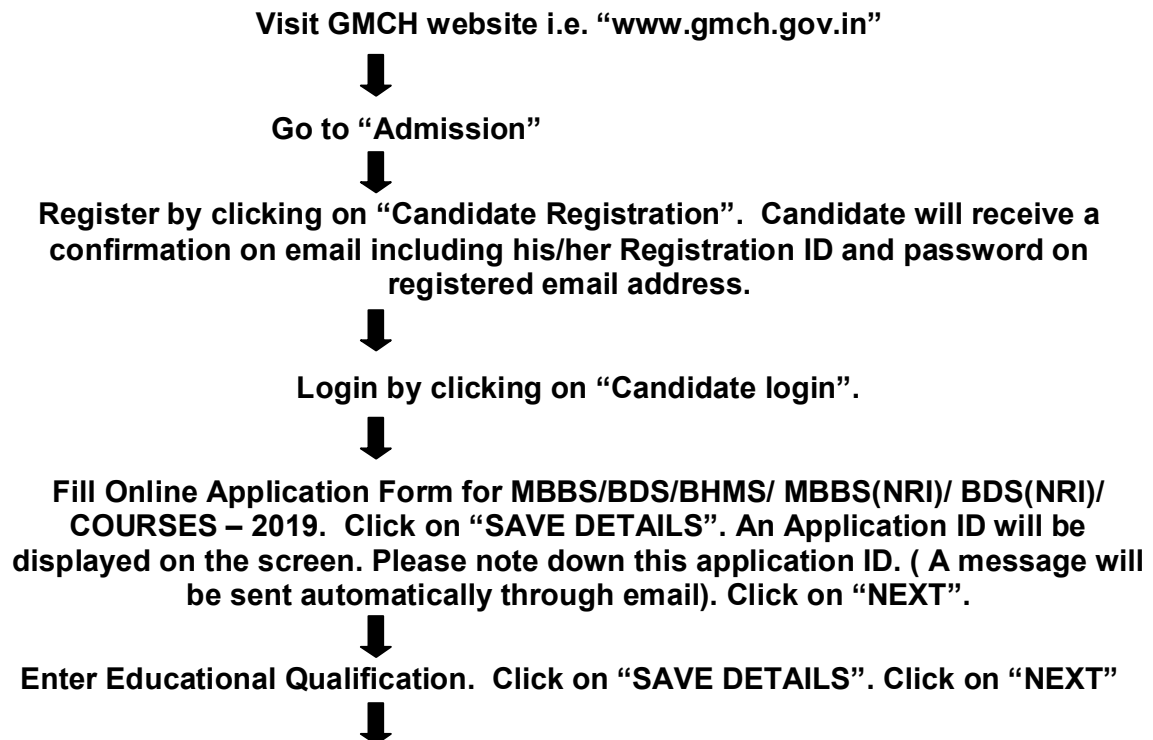 Visit GMCH website i.e. “www.gmch.gov.in”
Go to “Admission”
Register by clicking on “Candidate Registration”.  Candidate will receive a
confirmation on email including his/her Registration ID and password on
registered email address.
Login by clicking on “Candidate login”.
Fill Online Application Form for MBBS/BDS/BHMS/ MBBS(NRI)/ BDS(NRI)/
COURSES – 2019.  Click on “SAVE DETAILS”. An Application ID will be
displayed on the screen. Please note down this application ID. ( A message will
be sent automatically through email). Click on “NEXT”.
Enter Educational Qualification.  Click on “SAVE DETAILS”. Click on “NEXT”